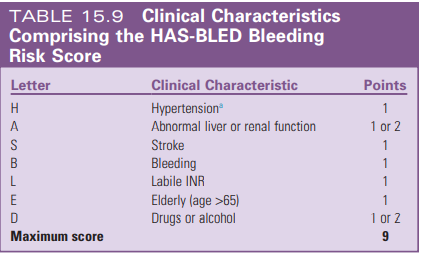 TABLE 15.9 Clinical Characteristics
Comprising the HAS-BLED Bleeding
Risk Score
Letter Clinical Characteristic Points
H Hypertensionᵃ 1
A Abnormal liver or renal function 1 or 2
S Stroke 1
B Bleeding 1
L Labile INR 1
E Elderly (age >65) 1
D Drugs or alcohol 1 or 2
Maximum score 9